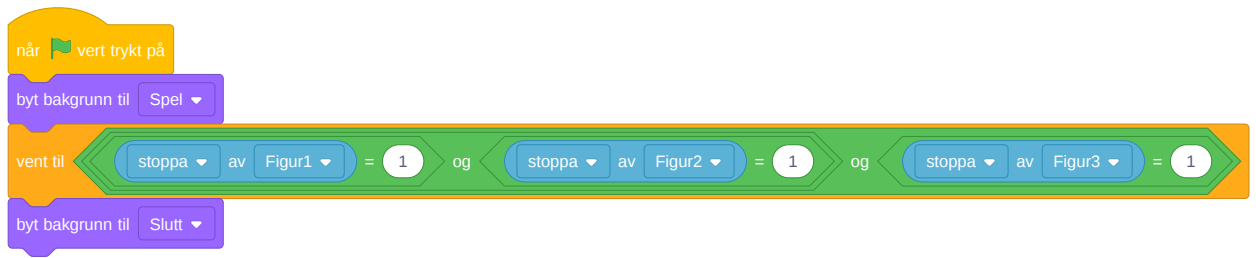 når vert trykt på
byt bakgrunn til Spel
vent til stoppa av Figur1 = 1 og stoppa av Figur2 = 1 og stoppa av Figur3 = 1
byt bakgrunn til Slutt